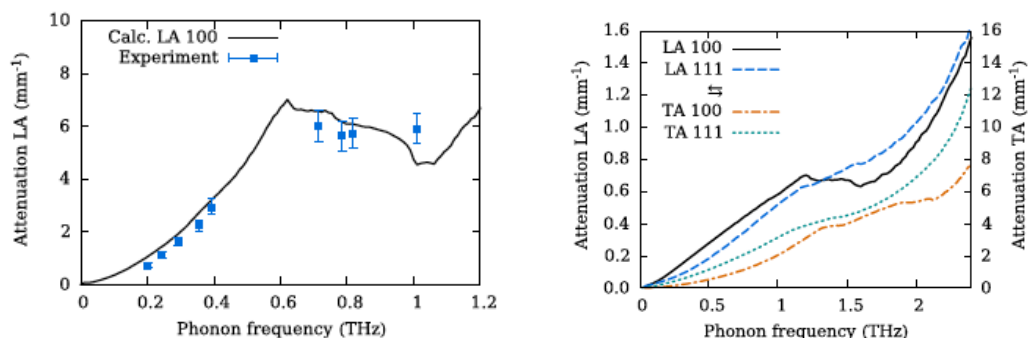 10
8
6
4
2
0
Attenuation LA (mm⁻¹)
Calc. LA 100
Experiment
0 0.2 0.4 0.6 0.8 1 1.2
Phonon frequency (THz)
1.6
1.4
1.2
1.0
0.8
0.6
0.4
0.2
0.0
Attenuation LA (mm⁻¹)
LA 100
LA 111
⇆
TA 100
TA 111
16
14
12
10
8
6
4
2
0
Attenuation TA (mm⁻¹)
0 0.5 1 1.5 2
Phonon frequency (THz)